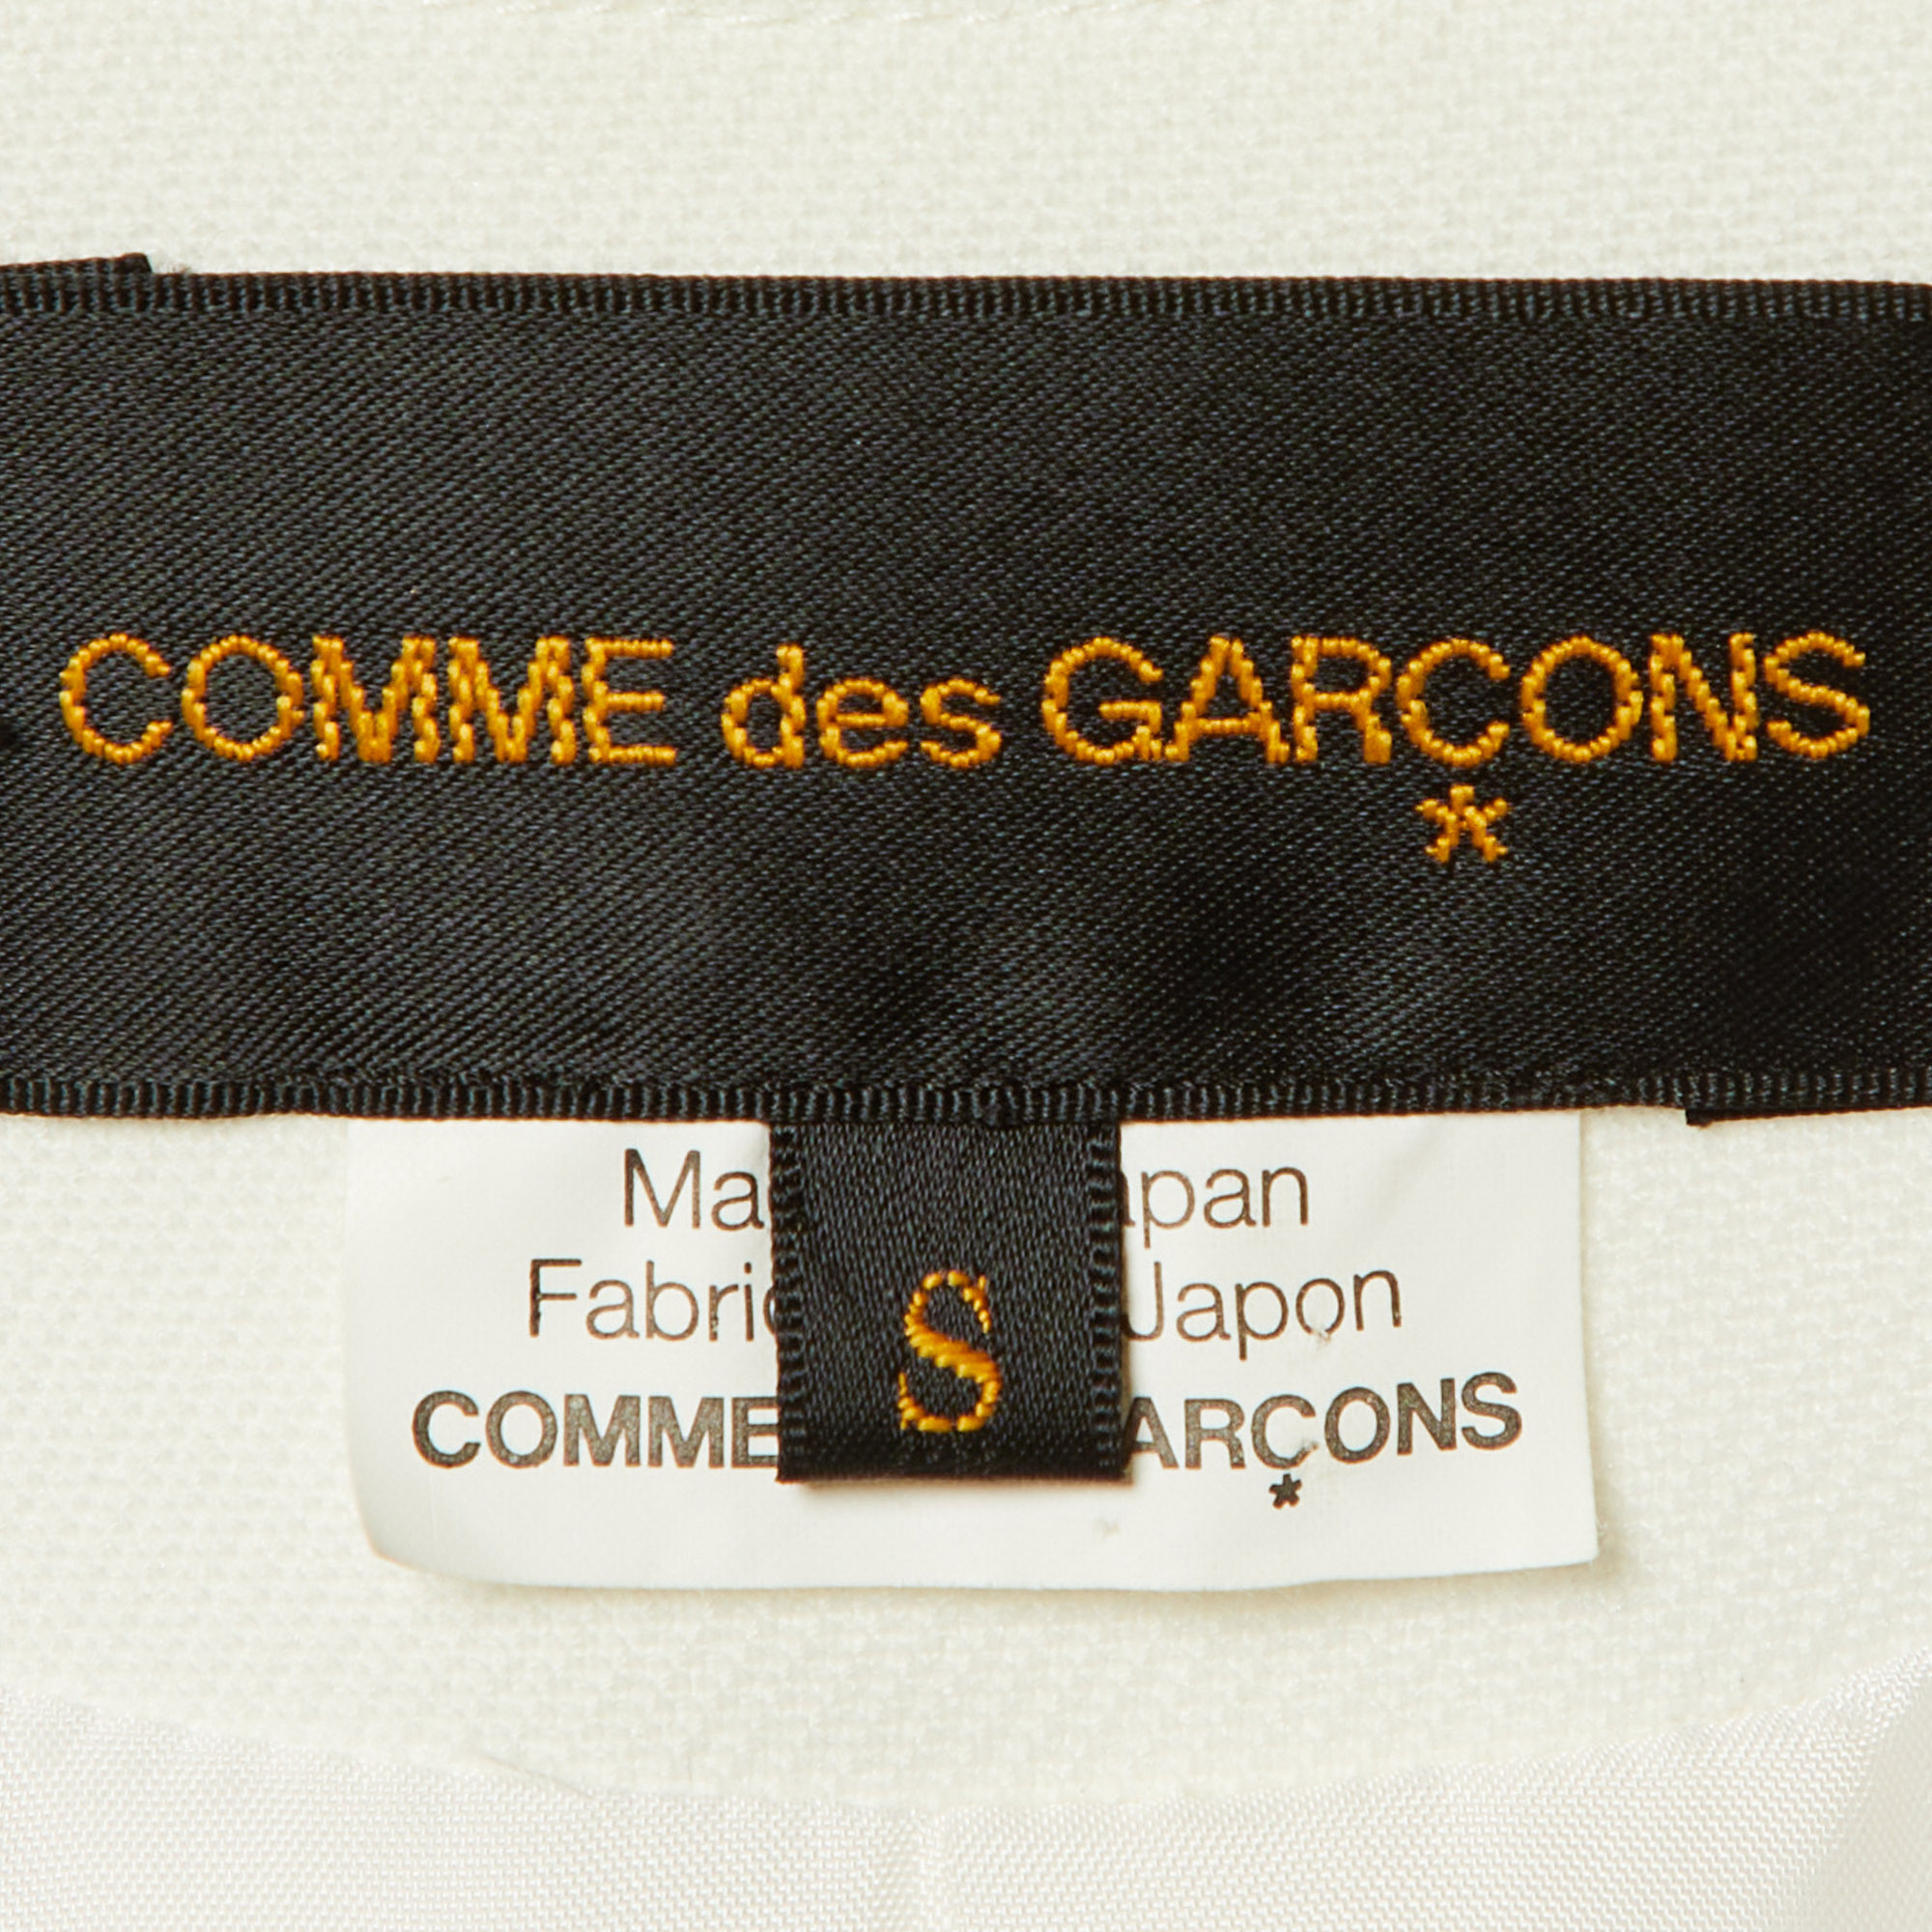 COMME des GARÇONS
*
S
Ma apan
Fabric Japon
COMME ARÇONS
*